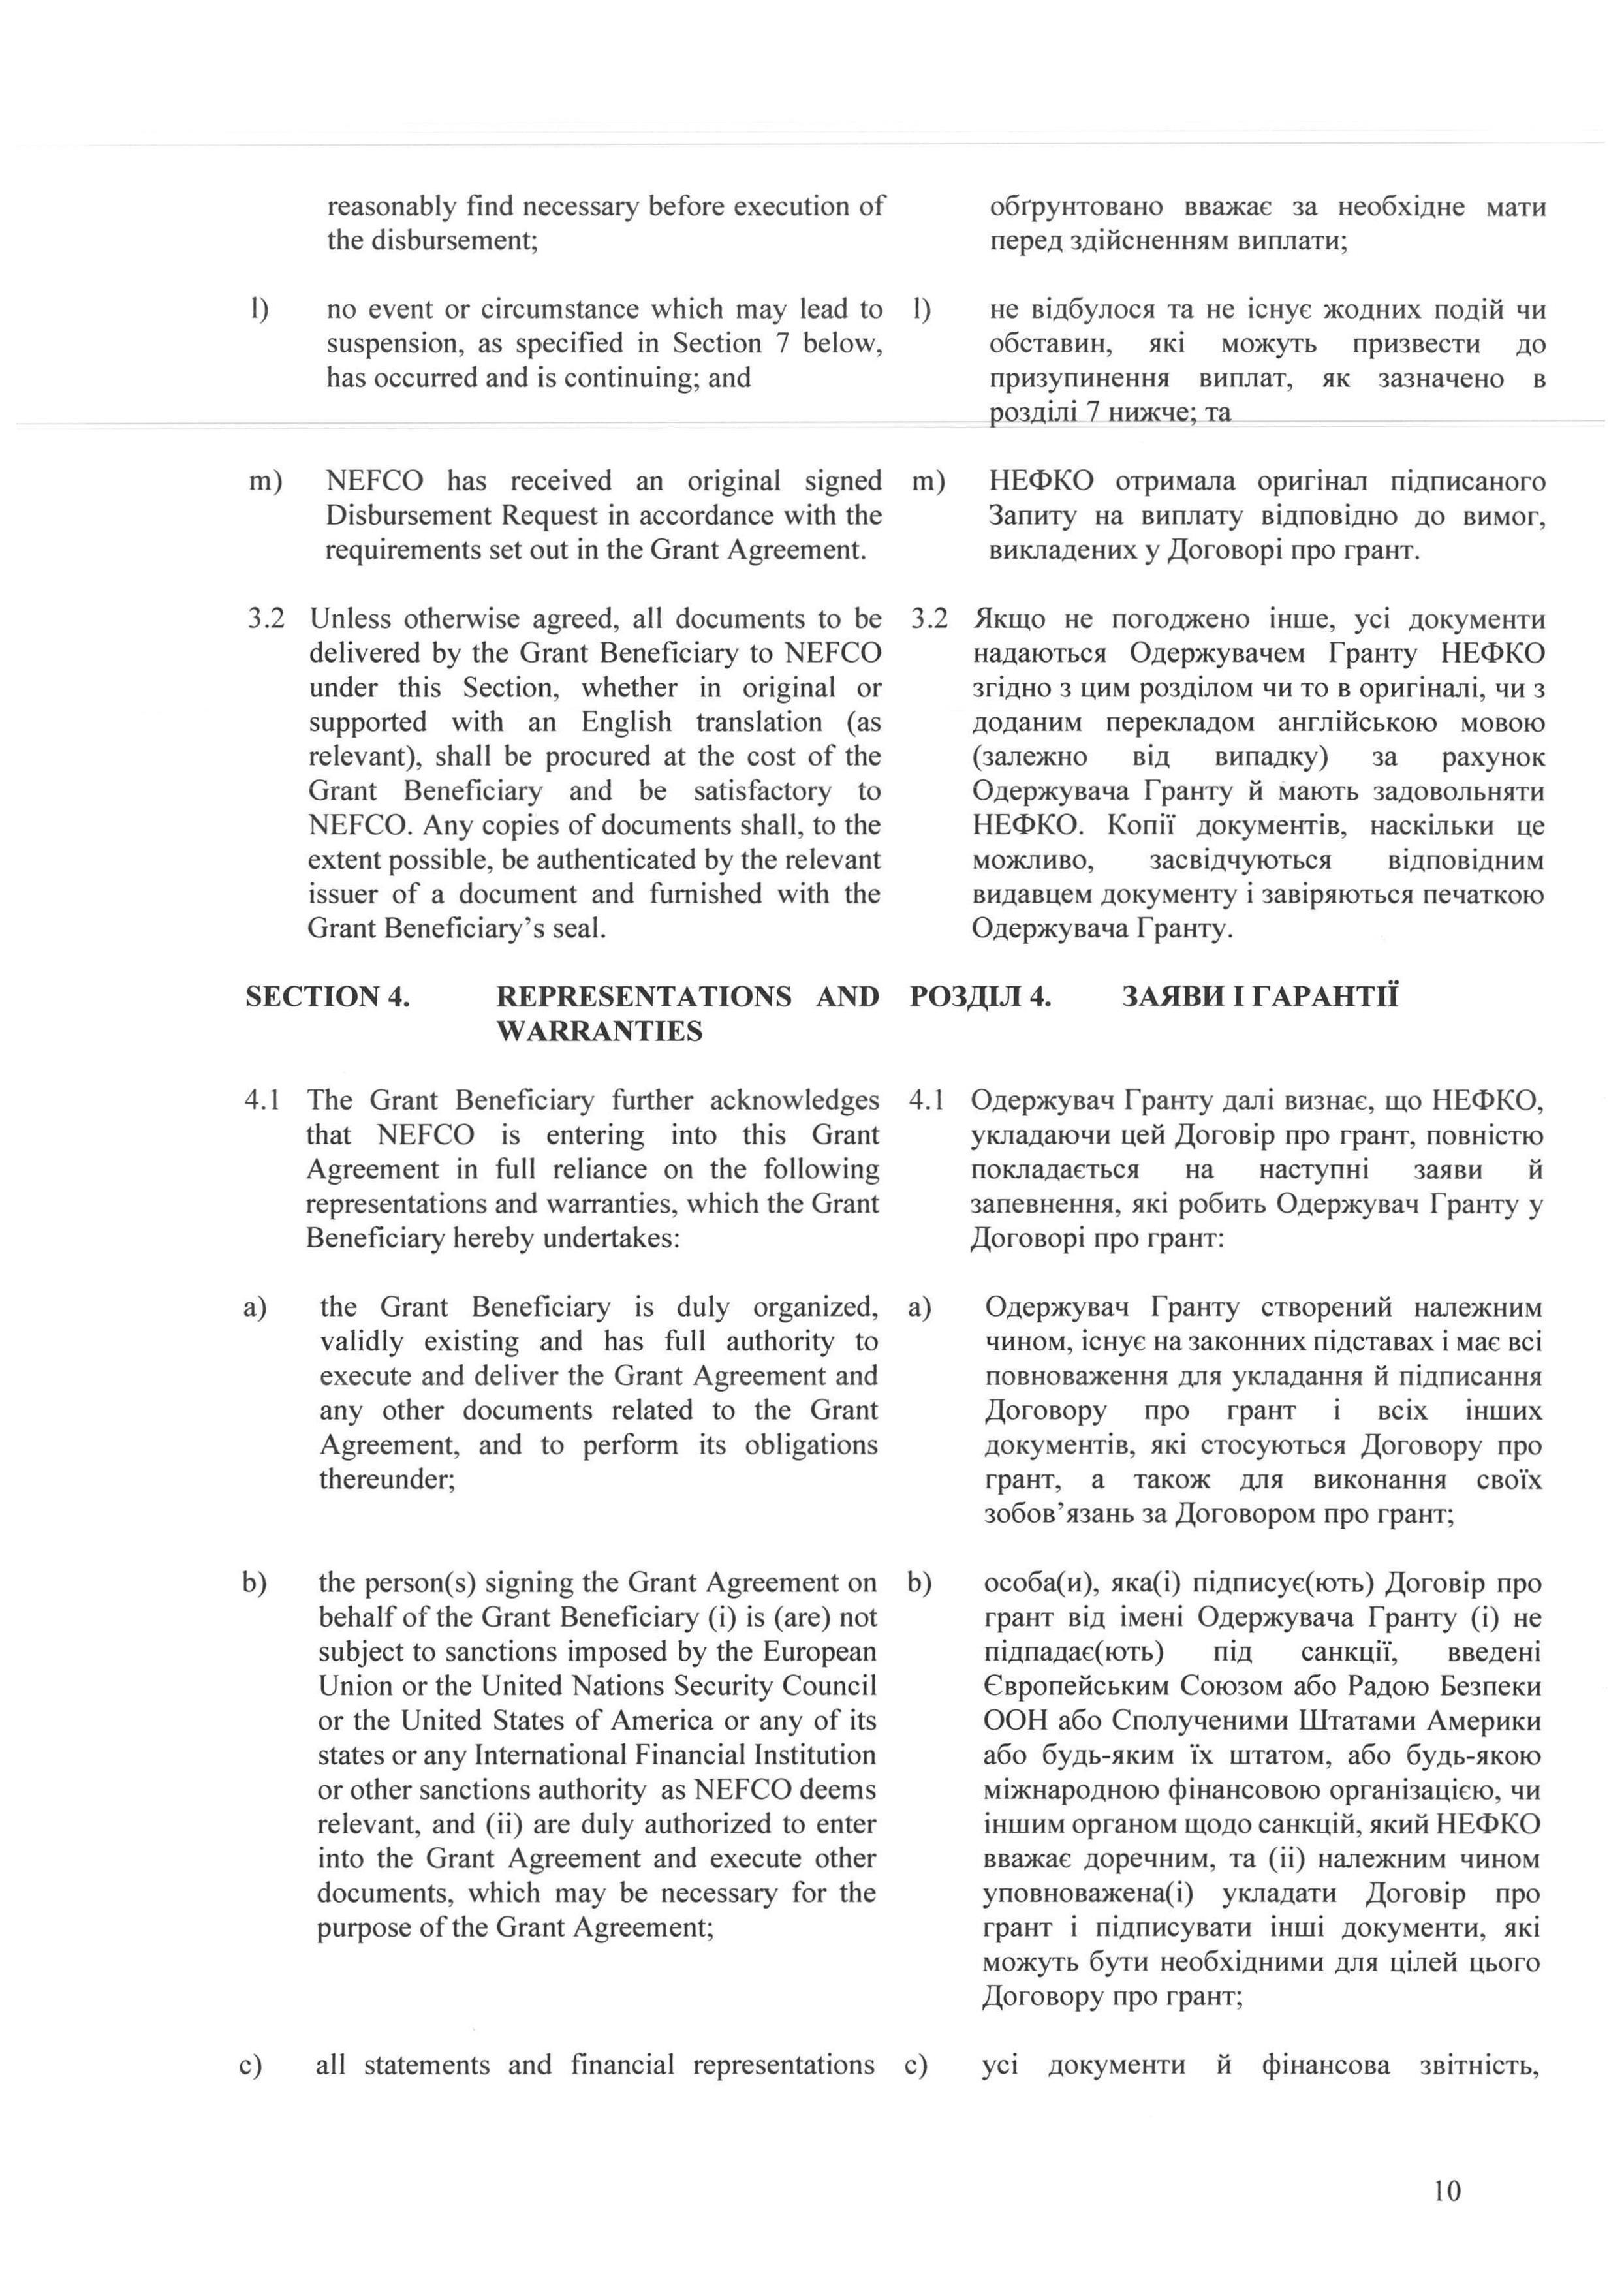 reasonably find necessary before execution of
the disbursement;
l) no event or circumstance which may lead to
suspension, as specified in Section 7 below,
has occurred and is continuing; and
m) NEFCO has received an original signed
Disbursement Request in accordance with the
requirements set out in the Grant Agreement.
3.2 Unless otherwise agreed, all documents to be
delivered by the Grant Beneficiary to NEFCO
under this Section, whether in original or
supported with an English translation (as
relevant), shall be procured at the cost of the
Grant Beneficiary and be satisfactory to
NEFCO. Any copies of documents shall, to the
extent possible, be authenticated by the relevant
issuer of a document and furnished with the
Grant Beneficiary’s seal.
SECTION 4. REPRESENTATIONS AND
WARRANTIES
4.1 The Grant Beneficiary further acknowledges
that NEFCO is entering into this Grant
Agreement in full reliance on the following
representations and warranties, which the Grant
Beneficiary hereby undertakes:
a) the Grant Beneficiary is duly organized,
validly existing and has full authority to
execute and deliver the Grant Agreement and
any other documents related to the Grant
Agreement, and to perform its obligations
thereunder;
b) the person(s) signing the Grant Agreement on
behalf of the Grant Beneficiary (i) is (are) not
subject to sanctions imposed by the European
Union or the United Nations Security Council
or the United States of America or any of its
states or any International Financial Institution
or other sanctions authority as NEFCO deems
relevant, and (ii) are duly authorized to enter
into the Grant Agreement and execute other
documents, which may be necessary for the
purpose of the Grant Agreement;
c) all statements and financial representations
обґрунтовано вважає за необхідне мати
перед здійсненням виплати;
l) не відбулося та не існує жодних подій чи
обставин, які можуть призвести до
призупинення виплат, як зазначено в
розділі 7 нижче; та
m) НЕФКО отримала оригінал підписаного
Запиту на виплату відповідно до вимог,
викладених у Договорі про грант.
3.2 Якщо не погоджено інше, усі документи
надаються Одержувачем Гранту НЕФКО
згідно з цим розділом чи то в оригіналі, чи з
доданим перекладом англійською мовою
(залежно від випадку) за рахунок
Одержувача Гранту й мають задовольняти
НЕФКО. Копії документів, наскільки це
можливо, засвідчуються відповідним
видавцем документу і завіряються печаткою
Одержувача Гранту.
РОЗДІЛ 4. ЗАЯВИ І ГАРАНТІЇ
4.1 Одержувач Гранту далі визнає, що НЕФКО,
укладаючи цей Договір про грант, повністю
покладається на наступні заяви й
запевнення, які робить Одержувач Гранту у
Договорі про грант:
a) Одержувач Гранту створений належним
чином, існує на законних підставах і має всі
повноваження для укладання й підписання
Договору про грант і всіх інших
документів, які стосуються Договору про
грант, а також для виконання своїх
зобов’язань за Договором про грант;
b) особа(и), яка(і) підписує(ють) Договір про
грант від імені Одержувача Гранту (і) не
підпадає(ють) під санкції, введені
Європейським Союзом або Радою Безпеки
ООН або Сполученими Штатами Америки
або будь-яким їх штатом, або будь-якою
міжнародною фінансовою організацією, чи
іншим органом щодо санкцій, який НЕФКО
вважає доречним, та (іі) належним чином
уповноважена(і) укладати Договір про
грант і підписувати інші документи, які
можуть бути необхідними для цілей цього
Договору про грант;
c) усі документи й фінансова звітність,
10